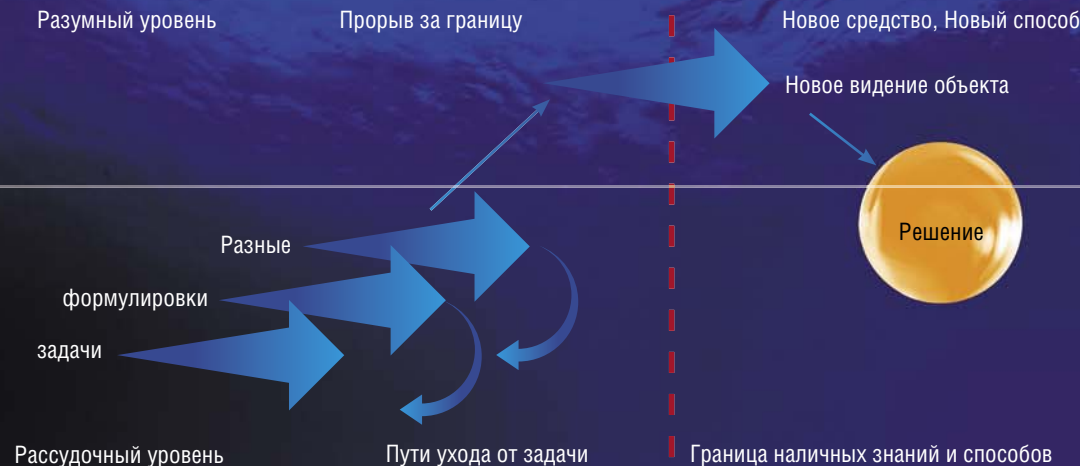 Разумный уровень
Прорыв за границу
Новое средство, Новый способ
Новое видение объекта
Решение
Разные
формулировки
задачи
Рассудочный уровень
Пути ухода от задачи
Граница наличных знаний и способов